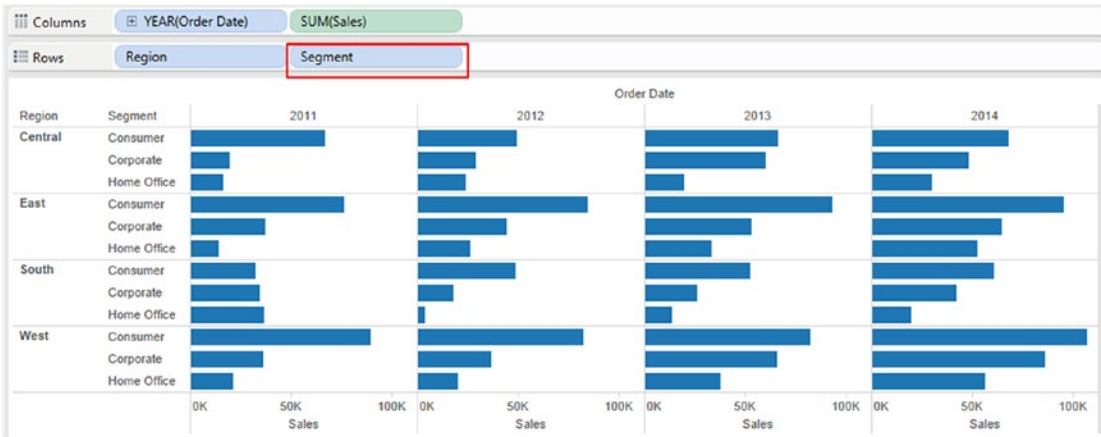 Columns YEAR(Order Date) SUM(Sales)
Rows Region Segment
Order Date
Region Segment 2011 2012 2013 2014
Central Consumer
Corporate
Home Office
East Consumer
Corporate
Home Office
South Consumer
Corporate
Home Office
West Consumer
Corporate
Home Office
0K 50K 100K 0K 50K 100K 0K 50K 100K 0K 50K 100K
Sales Sales Sales Sales